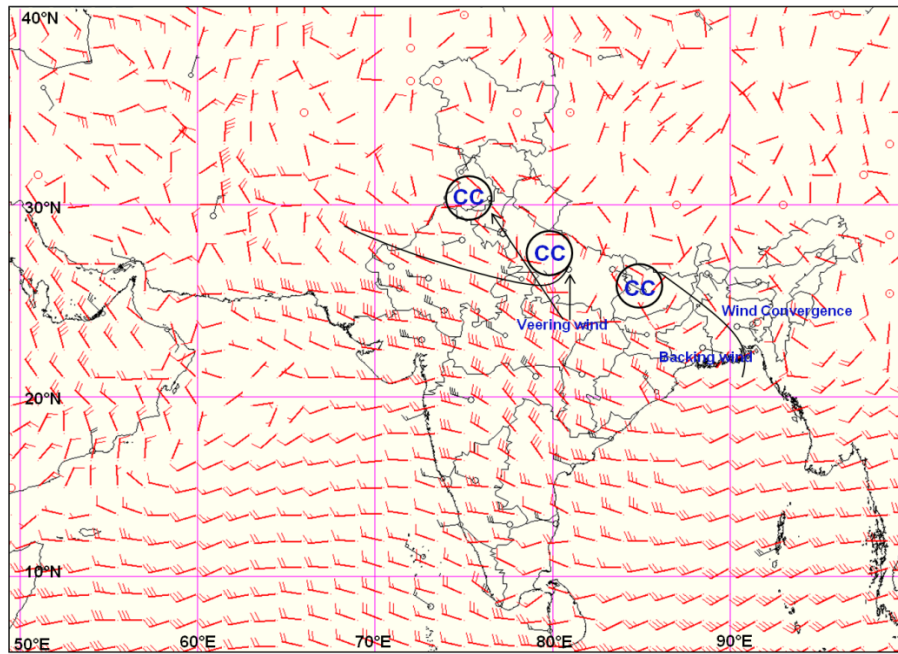 40°N
30°N
CC
CC
CC
Wind Convergence
Veering wind
Backing wind
20°N
10°N
50°E
60°E
70°E
80°E
90°E